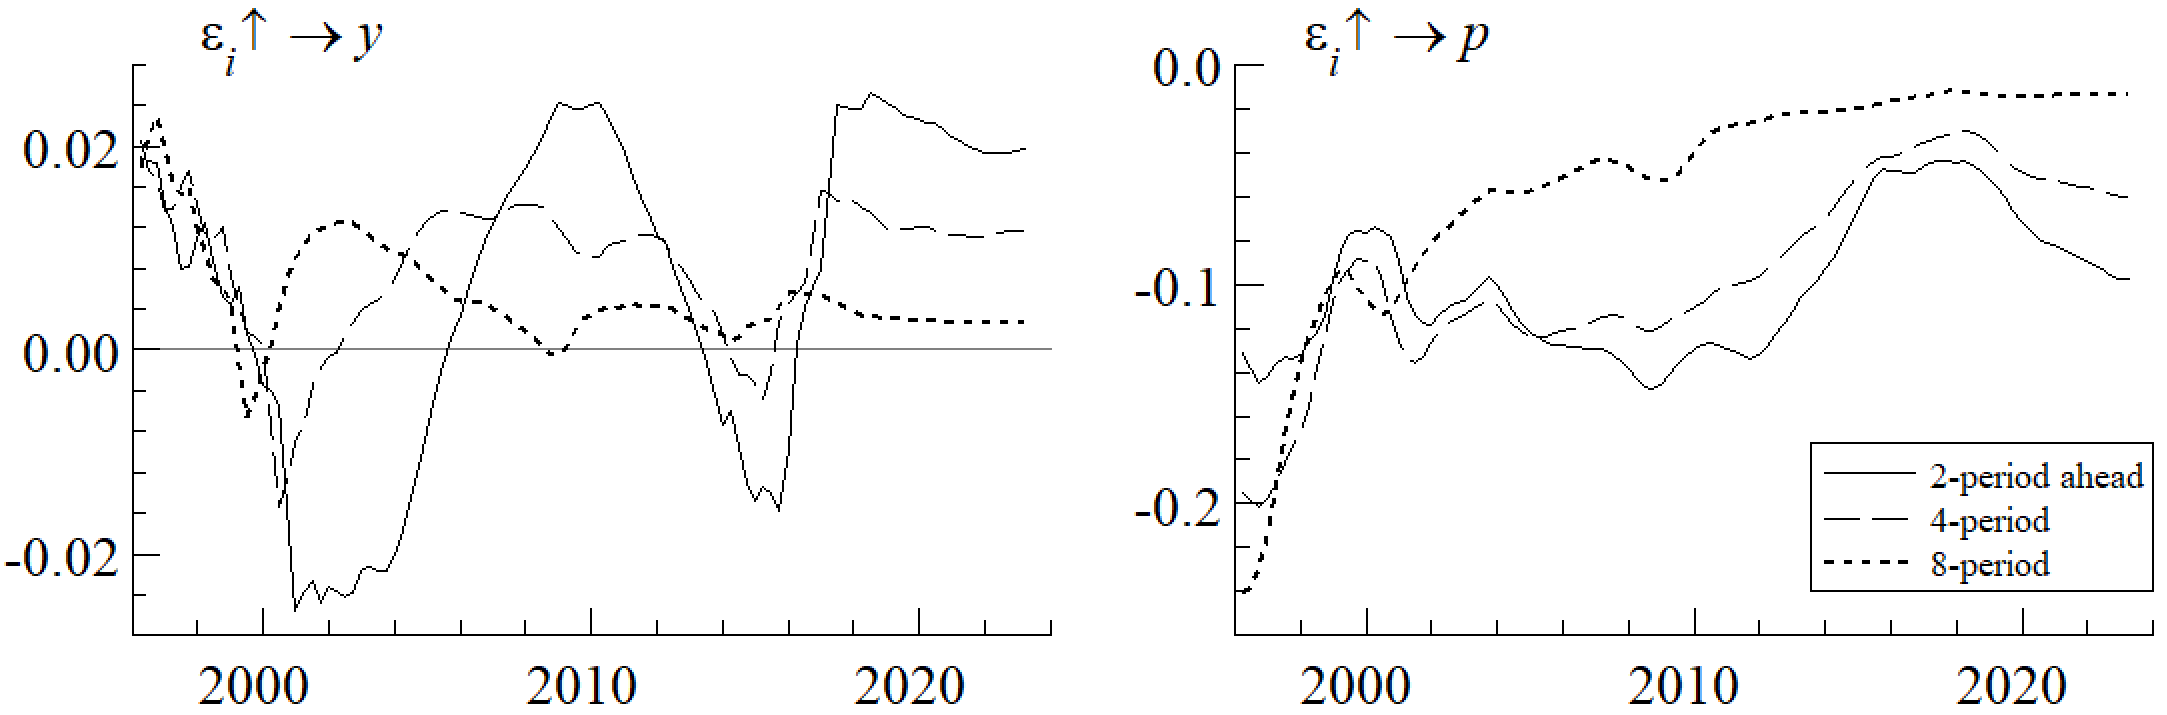 εi↑ → y
0.02
0.00
-0.02
2000 2010 2020
εi↑ → p
0.0
-0.1
-0.2
2-period ahead
4-period
8-period
2000 2010 2020